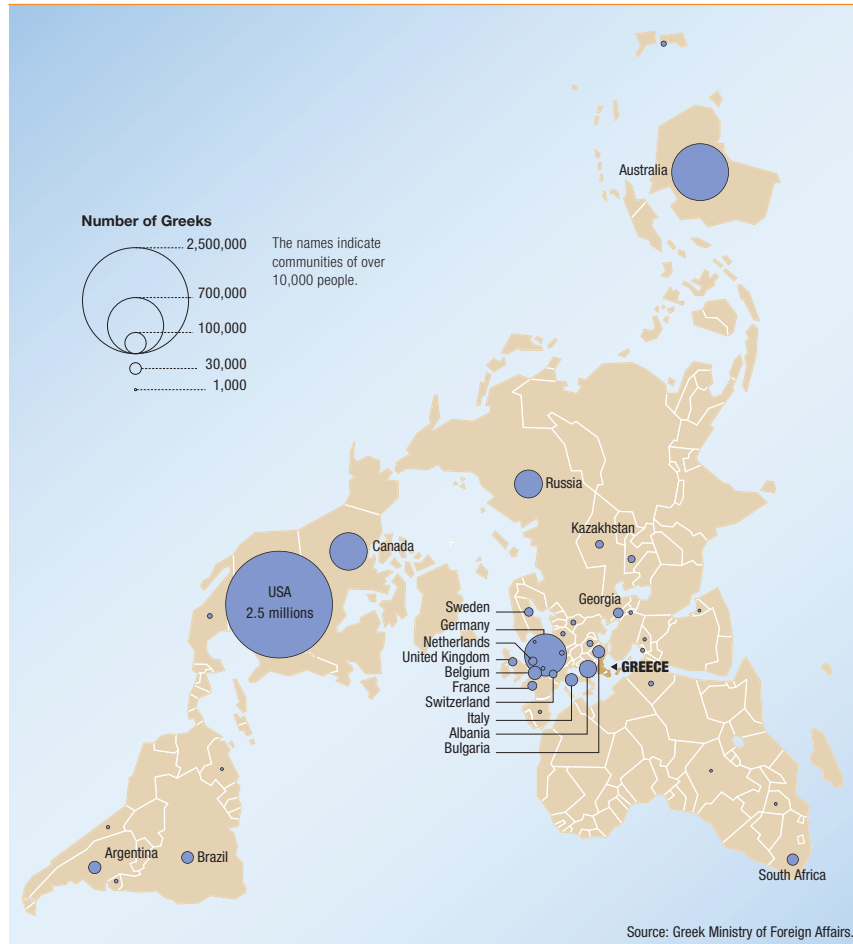 Australia
Number of Greeks
2,500,000
700,000
100,000
30,000
1,000
The names indicate
communities of over
10,000 people.
Russia
Kazakhstan
Canada
USA
2.5 millions
Georgia
Sweden
Germany
Netherlands
United Kingdom
Belgium
France
Switzerland
Italy
Albania
Bulgaria
GREECE
Argentina
Brazil
South Africa
Source: Greek Ministry of Foreign Affairs.